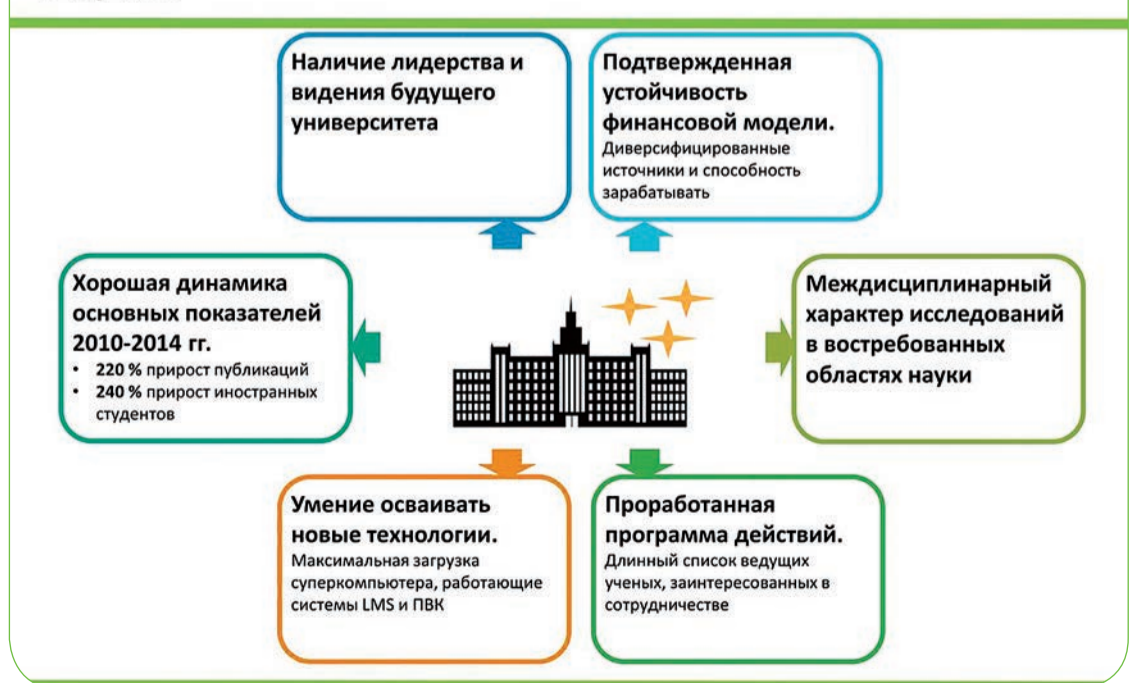 Наличие лидерства и
видения будущего
университета
Подтвержденная
устойчивость
финансовой модели.
Диверсифицированные
источники и способность
зарабатывать
Хорошая динамика
основных показателей
2010-2014 гг.
• 220 % прирост публикаций
• 240 % прирост иностранных
студентов
Междисциплинарный
характер исследований
в востребованных
областях науки
Умение осваивать
новые технологии.
Максимальная загрузка
суперкомпьютера, работающие
системы LMS и ПВК
Проработанная
программа действий.
Длинный список ведущих
ученых, заинтересованных в
сотрудничестве